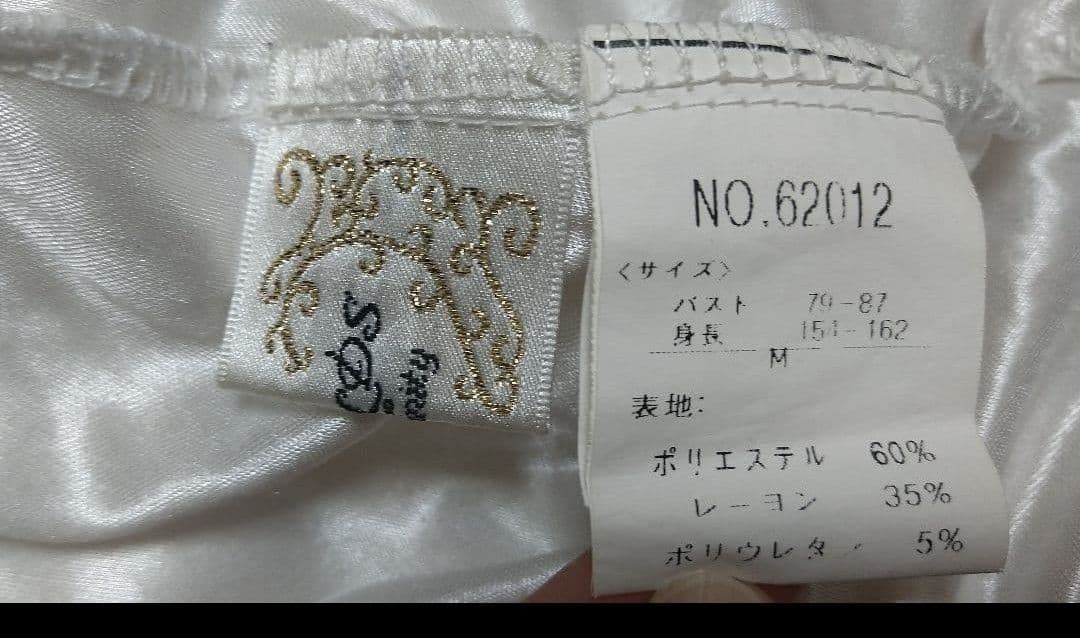 NO.62012
〈サイズ〉
バスト 79-87
身長 154-162
M
表地:
ポリエステル 60%
レーヨン 35%
ポリウレタン 5%